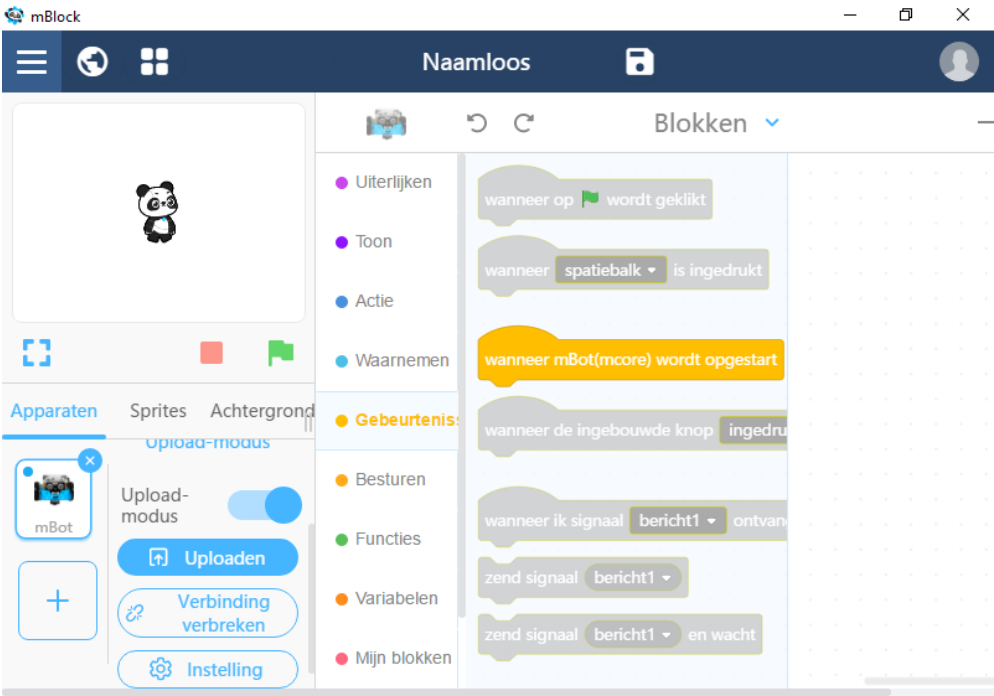 mBlock
Naamloos
Blokken
Uiterlijken
Toon
Actie
Waarnemen
Gebeurteniss
Besturen
Functies
Variabelen
Mijn blokken
wanneer op wordt geklikt
wanneer spatiebalk is ingedrukt
wanneer mBot(mcore) wordt opgestart
wanneer de ingebouwde knop ingedru
wanneer ik signaal bericht1 ontvan
zend signaal bericht1
zend signaal bericht1 en wacht
Apparaten Sprites Achtergrond
Upload-modus
mBot
Upload-
modus
Uploaden
Verbinding
verbreken
Instelling